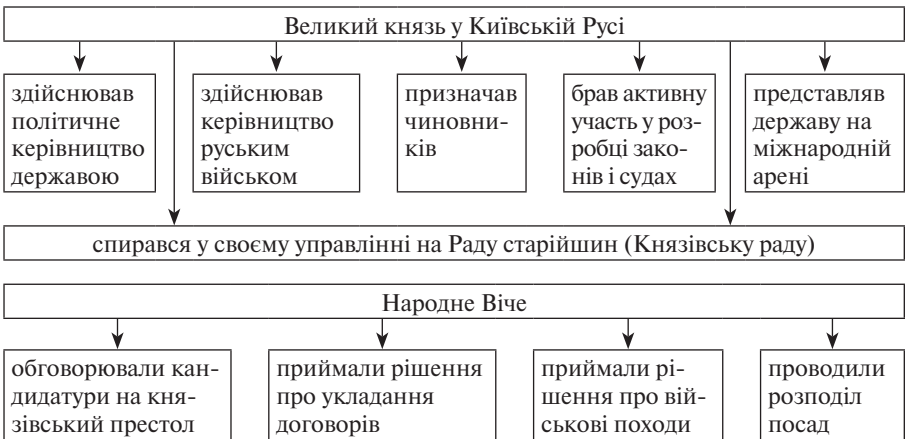 Великий князь у Київській Русі
здійснював
політичне
керівництво
державою
здійснював
керівництво
руським
військом
призначав
чиновни-
ків
брав активну
участь у роз-
робці зако-
нів і судах
представляв
державу на
міжнародній
арені
спирався у своєму управлінні на Раду старійшин (Князівську раду)
Народне Віче
обговорювали кан-
дидатури на кня-
зівський престол
приймали рішення
про укладання
договорів
приймали рі-
шення про вій-
ськові походи
проводили
розподіл
посад